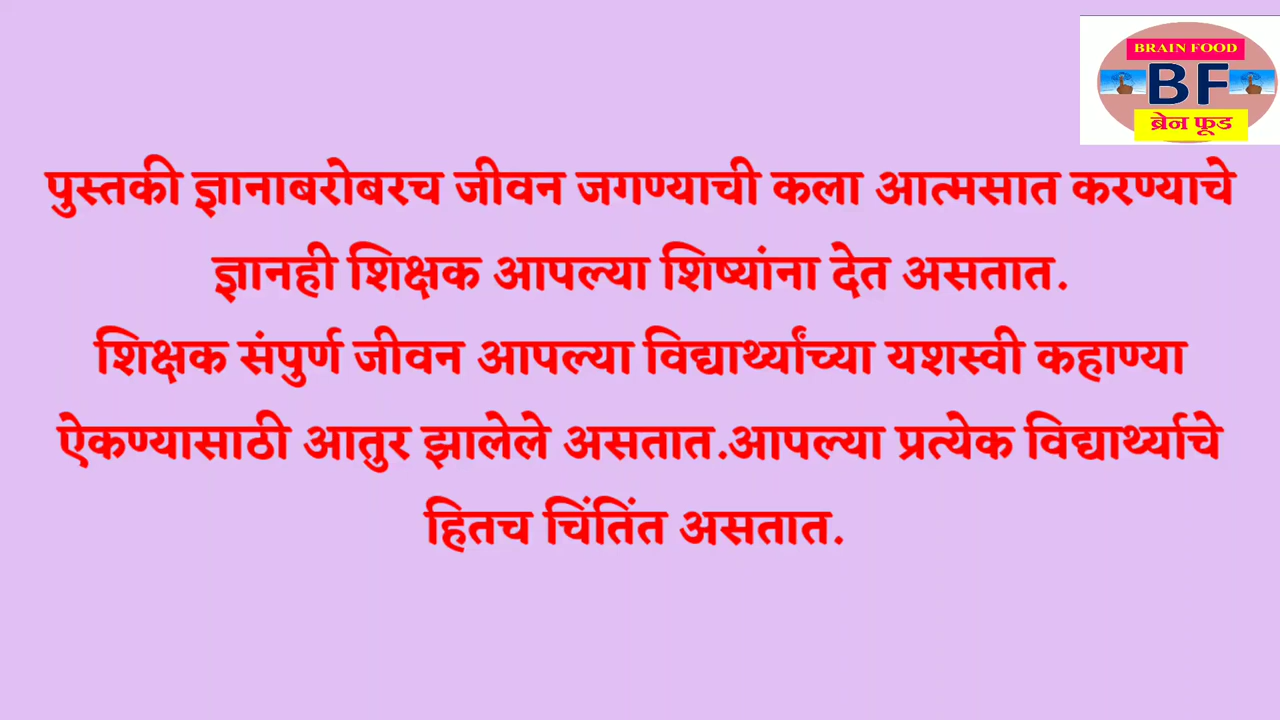 BRAIN FOOD
BF
ब्रेन फूड
पुस्तकी ज्ञानाबरोबरच जीवन जगण्याची कला आत्मसात करण्याचे
ज्ञानही शिक्षक आपल्या शिष्यांना देत असतात.
शिक्षक संपुर्ण जीवन आपल्या विद्यार्थ्यांच्या यशस्वी कहाण्या
ऐकण्यासाठी आतुर झालेले असतात.आपल्या प्रत्येक विद्यार्थ्याचे
हितच चिंतिंत असतात.